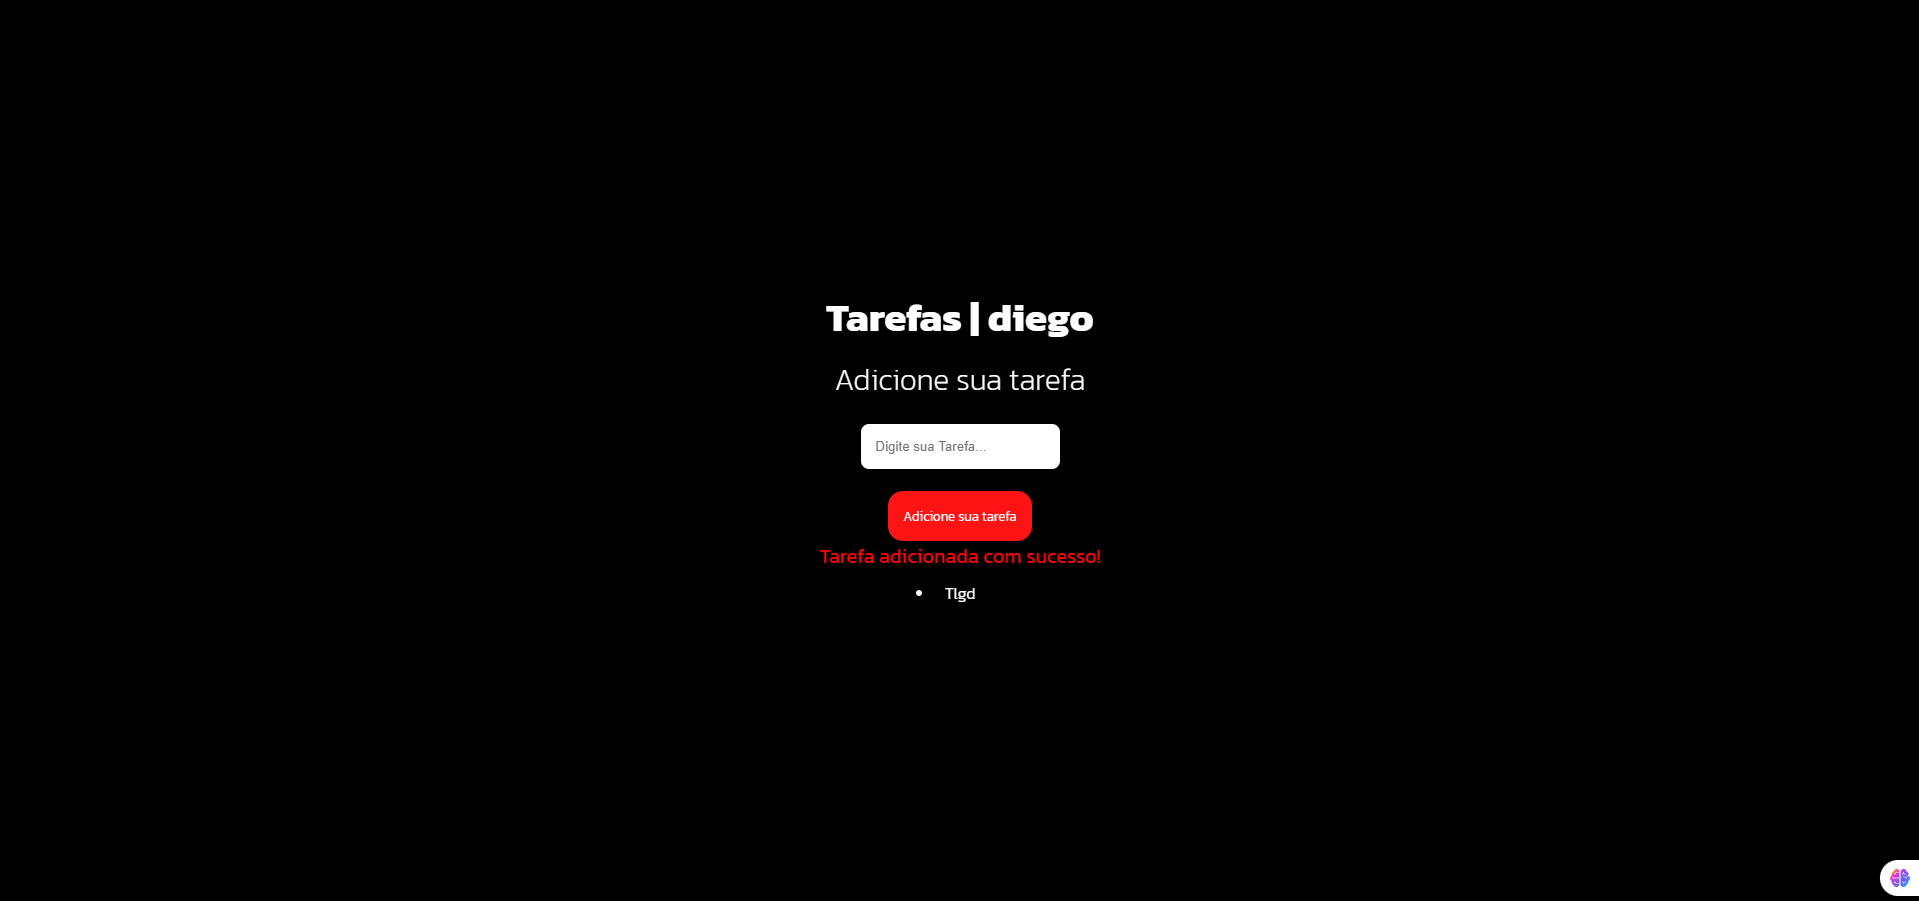 Tarefas | diego
Adicione sua tarefa
Digite sua Tarefa...
Adicione sua tarefa
Tarefa adicionada com sucesso!
• Tlgd